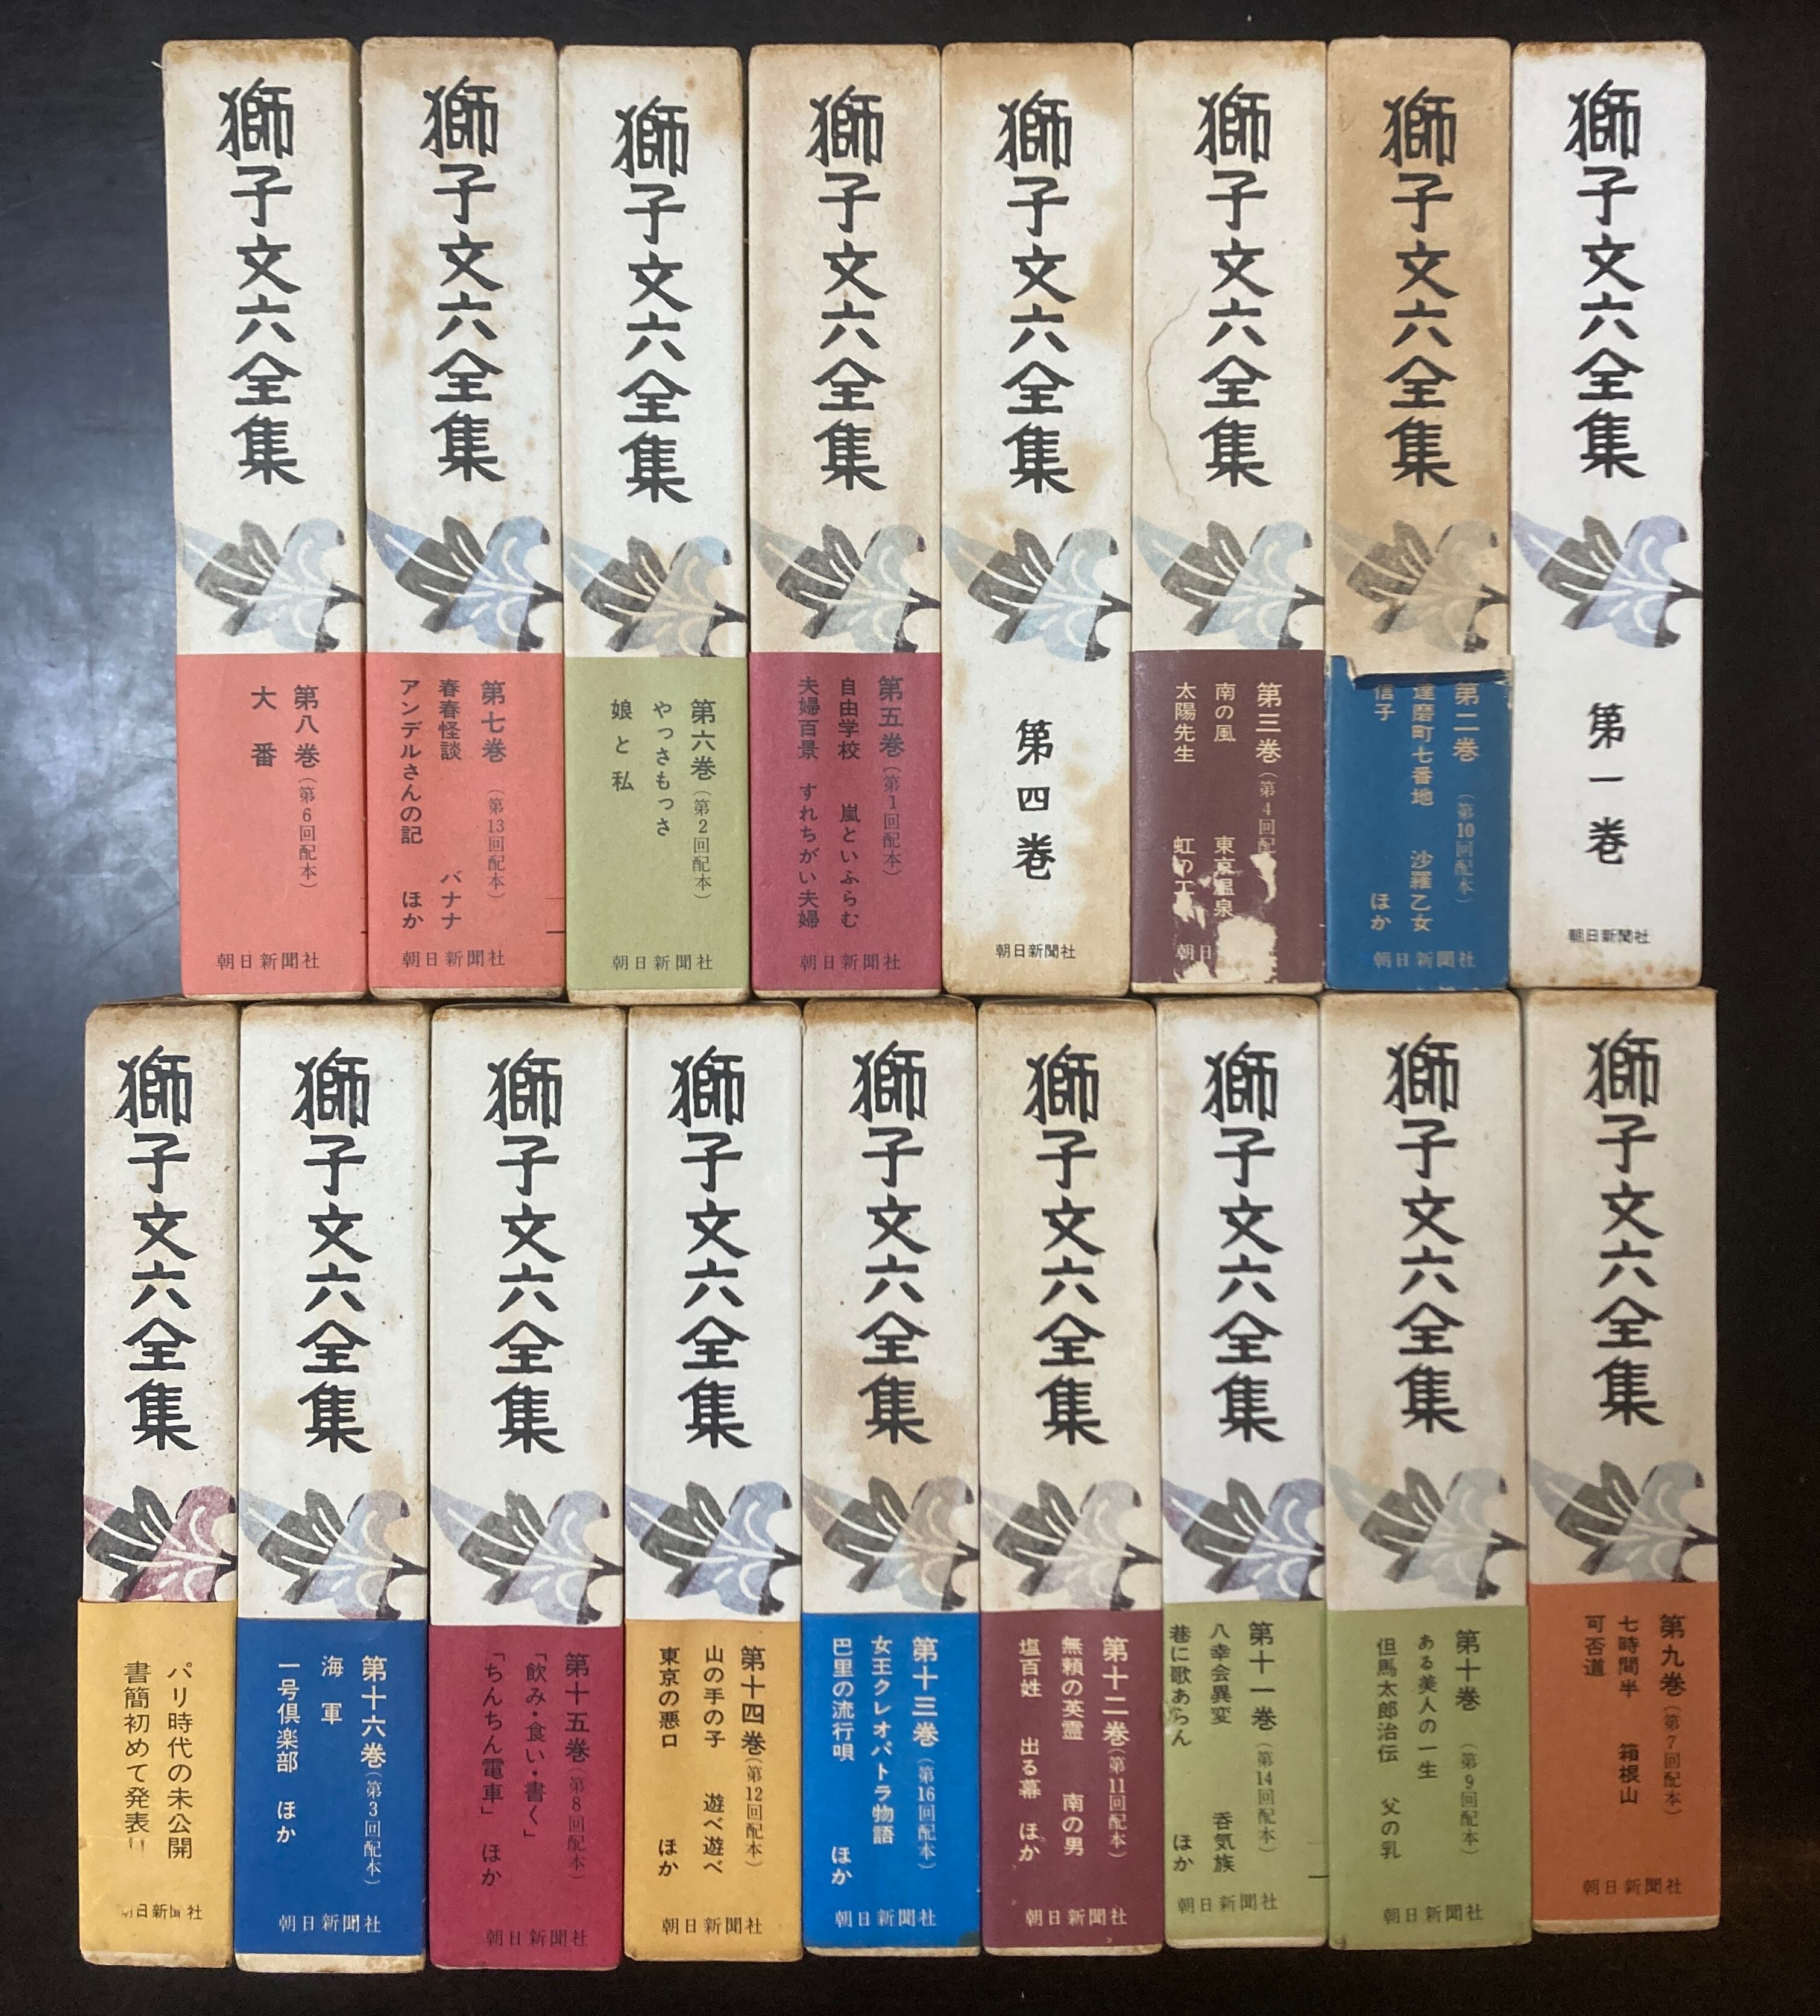 獅子文六全集
第一巻
朝日新聞社
獅子文六全集
第二巻（第10回配本）
達磨町七番地 沙羅乙女
信子 ほか
朝日新聞社
獅子文六全集
第三巻（第4回配
南の風 東京温泉
太陽先生 虹の工
朝日
獅子文六全集
第四巻
朝日新聞社
獅子文六全集
第五巻（第1回配本）
自由学校 嵐といふらむ
夫婦百景 すれちがい夫婦
朝日新聞社
獅子文六全集
第六巻（第2回配本）
やっさもっさ
娘と私
朝日新聞社
獅子文六全集
第七巻（第13回配本）
青春怪談 バナナ
アンデルさんの記 ほか
朝日新聞社
獅子文六全集
第八巻（第6回配本）
大番
朝日新聞社
獅子文六全集
第九巻（第7回配本）
七時間半 箱根山
可否道
朝日新聞社
獅子文六全集
第十巻（第9回配本）
ある美人の一生
但馬太郎治伝 父の乳
朝日新聞社
獅子文六全集
第十一巻（第14回配本）
八幸会異変 呑気族
巷に歌あらん ほか
朝日新聞社
獅子文六全集
第十二巻（第11回配本）
無頼の英霊 南の男
塩百姓 出る幕 ほか
朝日新聞社
獅子文六全集
第十三巻（第16回配本）
女王クレオパトラ物語
巴里の流行唄 ほか
朝日新聞社
獅子文六全集
第十四巻（第12回配本）
山の手の子 遊べ遊べ
東京の悪口 ほか
朝日新聞社
獅子文六全集
第十五巻（第8回配本）
「飲み・食い・書く」
「ちんちん電車」 ほか
朝日新聞社
獅子文六全集
第十六巻（第3回配本）
海軍
一号倶楽部 ほか
朝日新聞社
獅子文六全集
パリ時代の未公開
書簡初めて発表!!
朝日新聞社